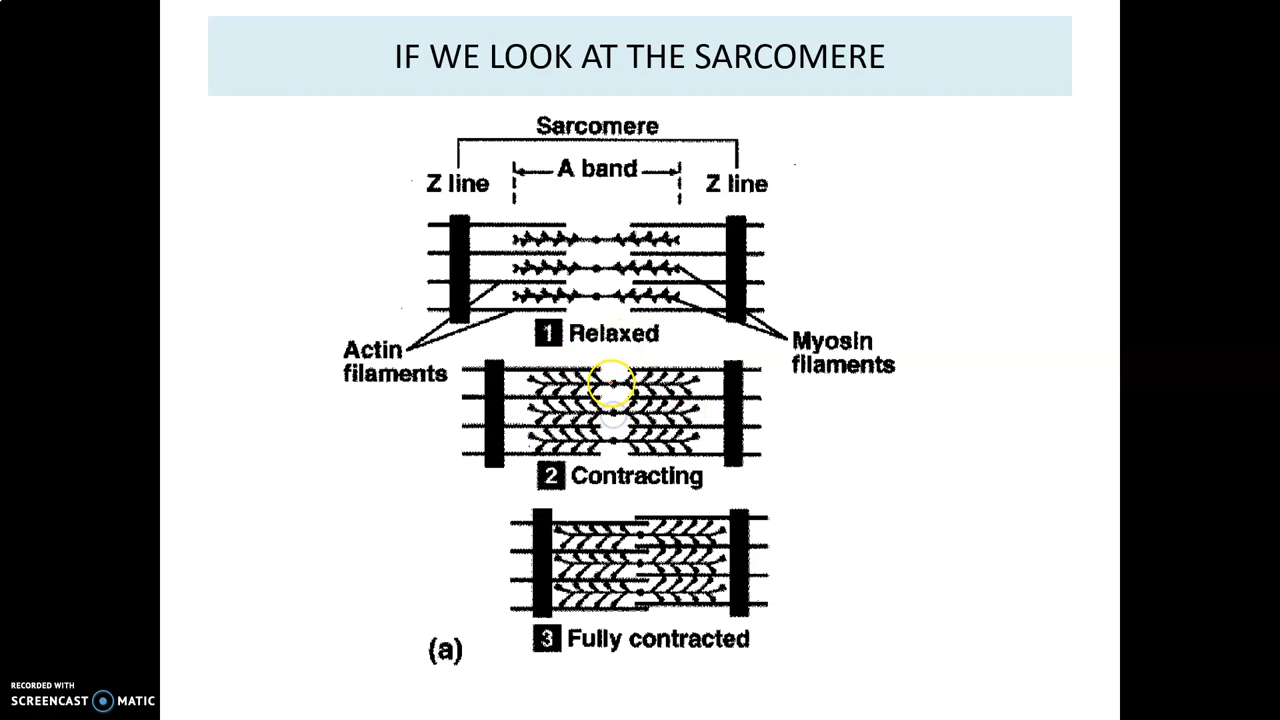 IF WE LOOK AT THE SARCOMERE
Sarcomere
A band
Z line
Z line
1 Relaxed
Actin
filaments
Myosin
filaments
2 Contracting
3 Fully contracted
(a)
RECORDED WITH
SCREENCAST MATIC